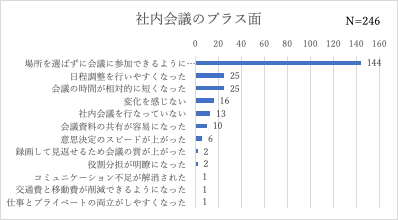 社内会議のプラス面
N=246
0 20 40 60 80 100 120 140 160
場所を選ばずに会議に参加できるように… 144
日程調整を行いやすくなった 25
会議の時間が相対的に短くなった 25
変化を感じない 16
社内会議を行なっていない 13
会議資料の共有が容易になった 10
意思決定のスピードが上がった 6
録画して見返せるため会議の質が上がった 2
役割分担が明瞭になった 2
コミュニケーション不足が解消された 1
交通費と移動費が削減できるようになった 1
仕事とプライベートの両立がしやすくなった 1